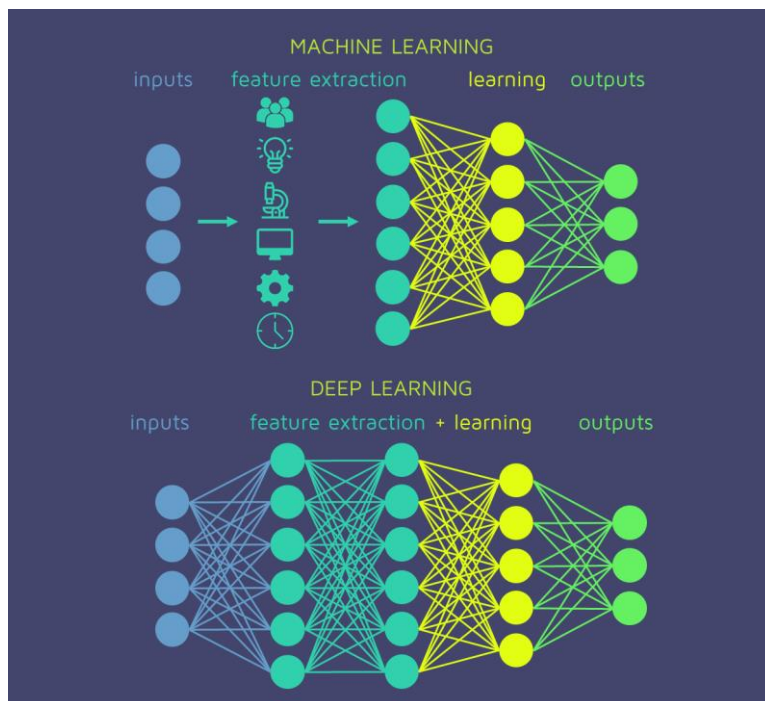 MACHINE LEARNING
inputs feature extraction learning outputs
DEEP LEARNING
inputs feature extraction + learning outputs